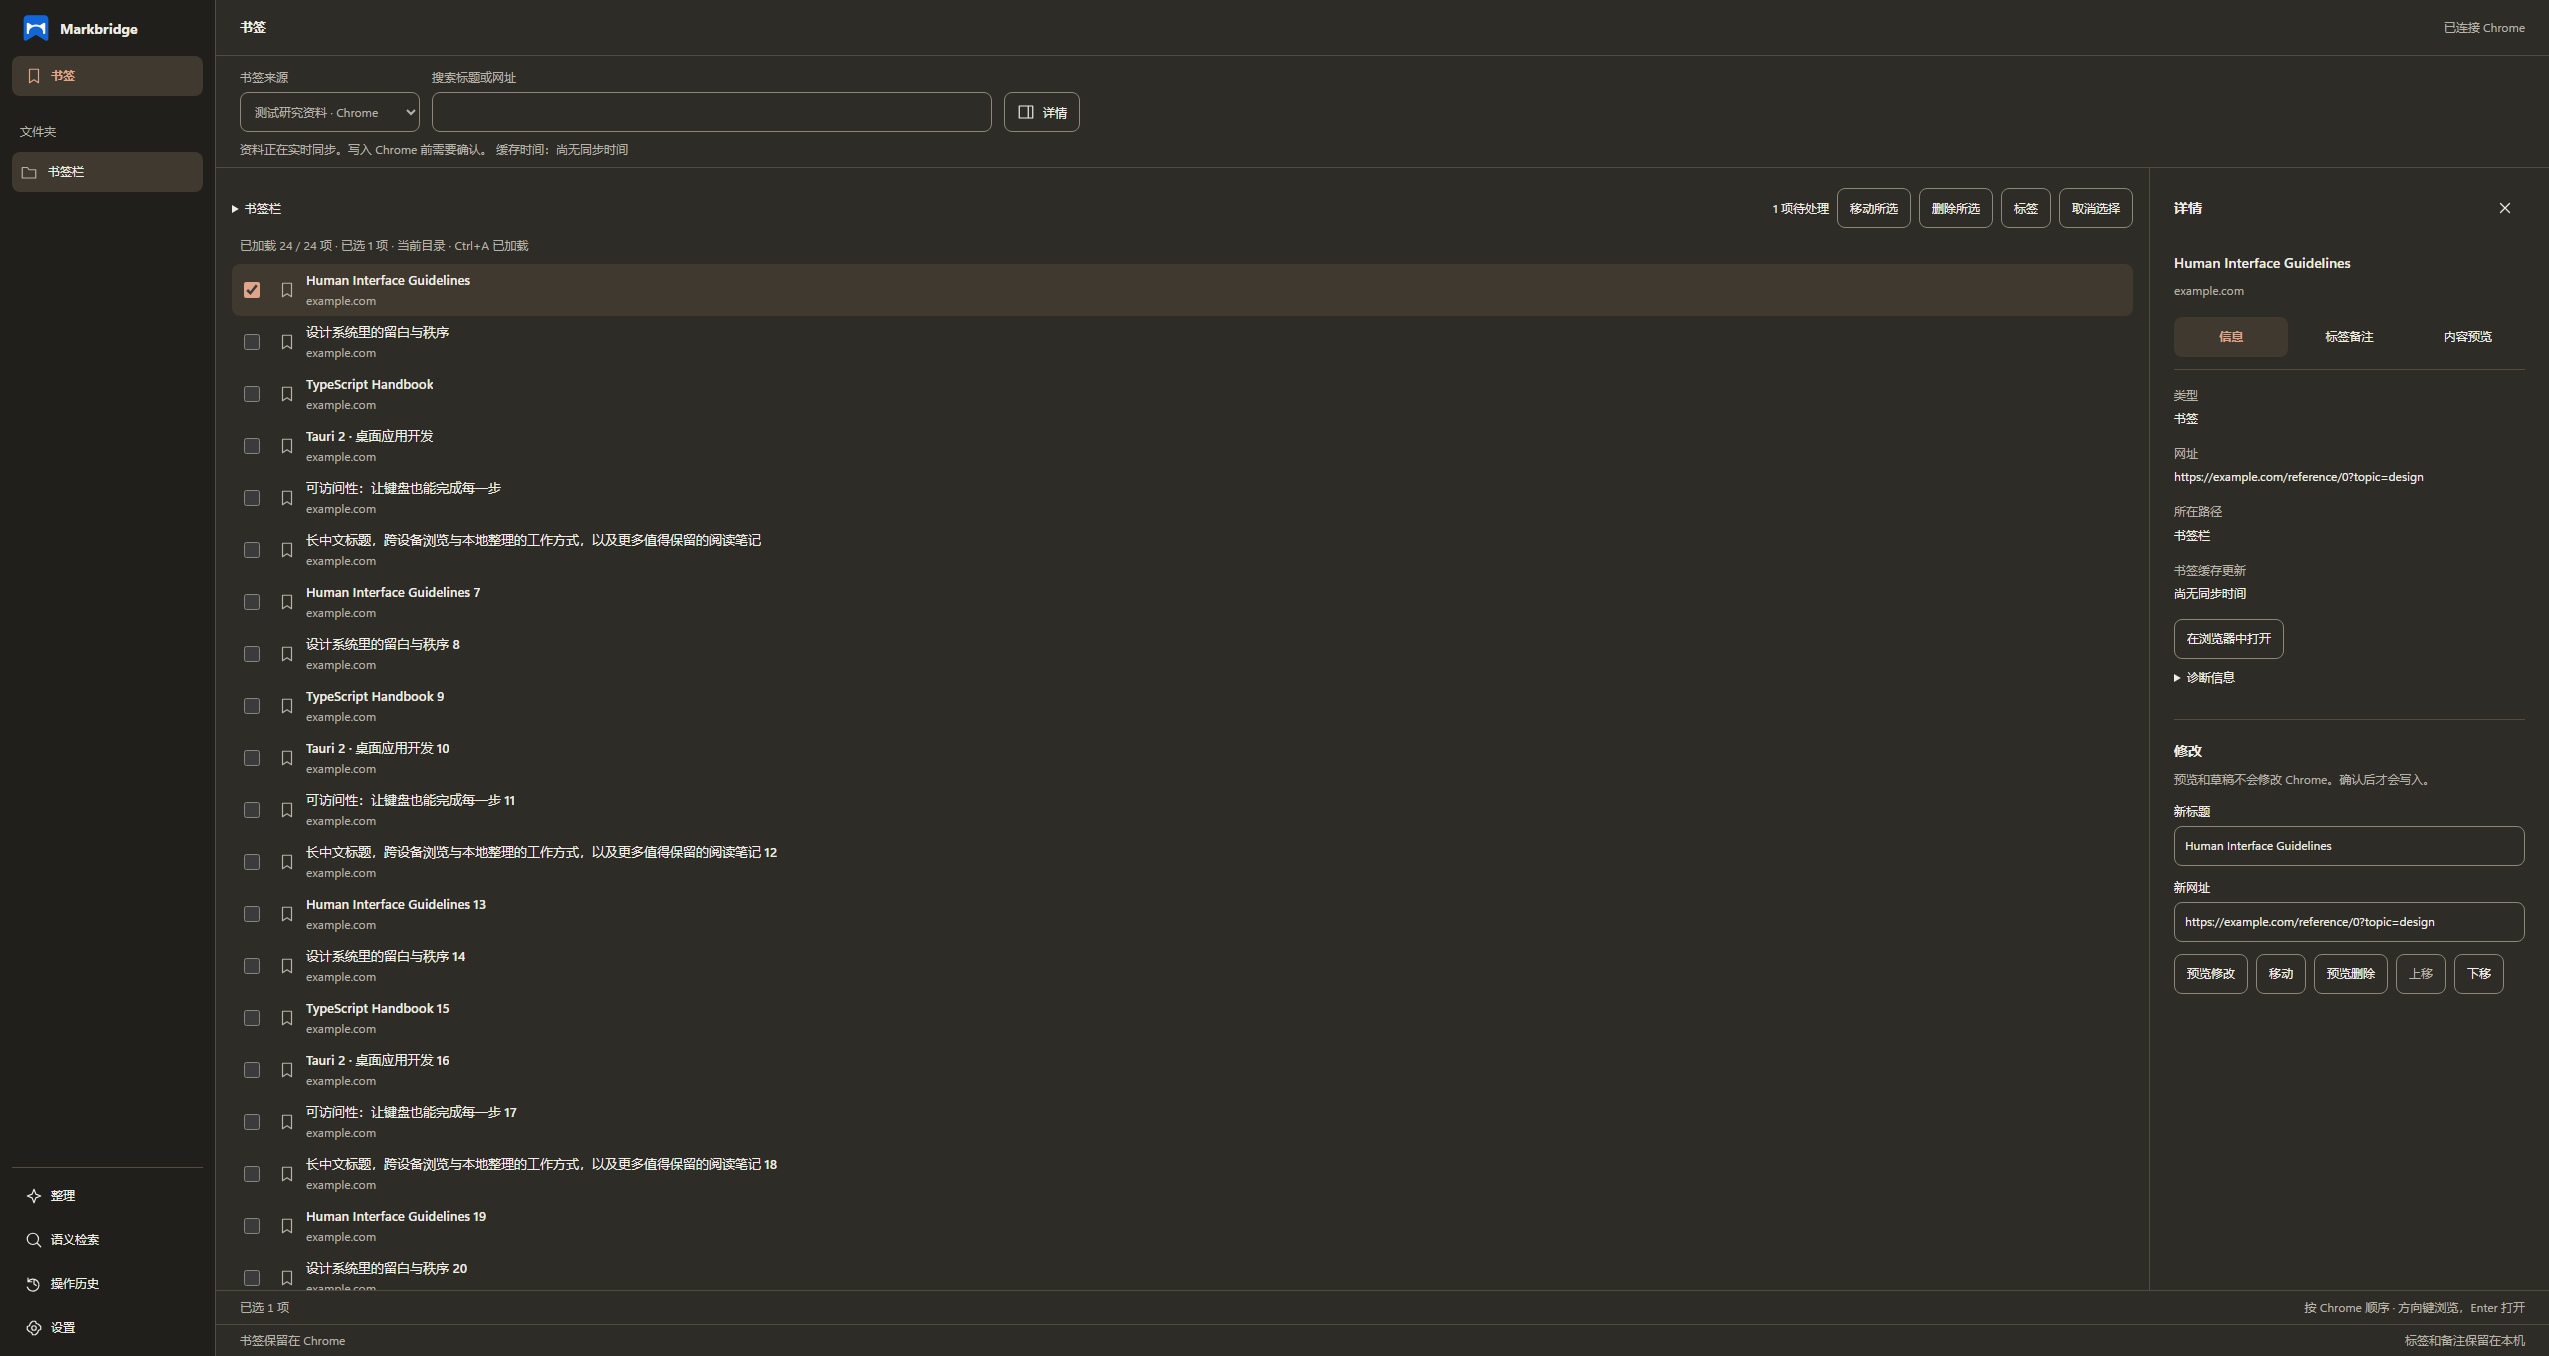 Markbridge
书签
文件夹
书签栏
整理
语义检索
操作历史
设置
书签
已连接 Chrome
书签来源
搜索标题或网址
测试研究资料 · Chrome
详情
资料正在实时同步。写入 Chrome 前需要确认。 缓存时间：尚无同步时间
书签栏
1 项待处理
移动所选
删除所选
标签
取消选择
已加载 24 / 24 项 · 已选 1 项 · 当前目录 · Ctrl+A 已加载
Human Interface Guidelines
example.com
设计系统里的留白与秩序
example.com
TypeScript Handbook
example.com
Tauri 2 · 桌面应用开发
example.com
可访问性：让键盘也能完成每一步
example.com
长中文标题，跨设备浏览与本地整理的工作方式，以及更多值得保留的阅读笔记
example.com
Human Interface Guidelines 7
example.com
设计系统里的留白与秩序 8
example.com
TypeScript Handbook 9
example.com
Tauri 2 · 桌面应用开发 10
example.com
可访问性：让键盘也能完成每一步 11
example.com
长中文标题，跨设备浏览与本地整理的工作方式，以及更多值得保留的阅读笔记 12
example.com
Human Interface Guidelines 13
example.com
设计系统里的留白与秩序 14
example.com
TypeScript Handbook 15
example.com
Tauri 2 · 桌面应用开发 16
example.com
可访问性：让键盘也能完成每一步 17
example.com
长中文标题，跨设备浏览与本地整理的工作方式，以及更多值得保留的阅读笔记 18
example.com
Human Interface Guidelines 19
example.com
设计系统里的留白与秩序 20
example.com
详情
Human Interface Guidelines
example.com
信息
标签备注
内容预览
类型
书签
网址
https://example.com/reference/0?topic=design
所在路径
书签栏
书签缓存更新
尚无同步时间
在浏览器中打开
诊断信息
修改
预览和草稿不会修改 Chrome。确认后才会写入。
新标题
Human Interface Guidelines
新网址
https://example.com/reference/0?topic=design
预览修改
移动
预览删除
上移
下移
已选 1 项
按 Chrome 顺序 · 方向键浏览，Enter 打开
书签保留在 Chrome
标签和备注保留在本机